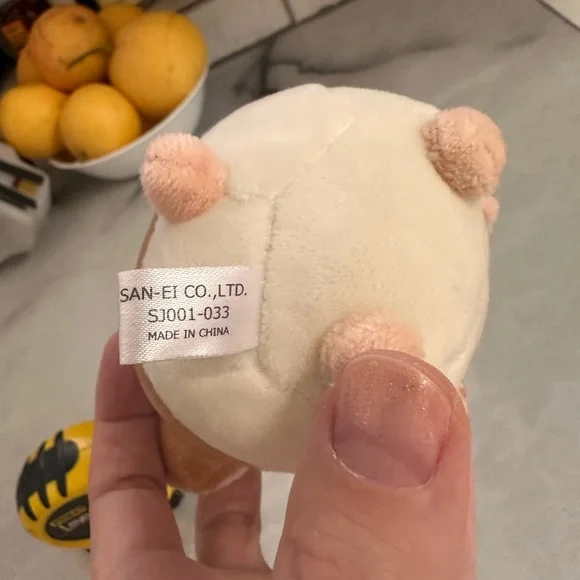 SAN-EI CO.,LTD.
SJ001-033
MADE IN CHINA